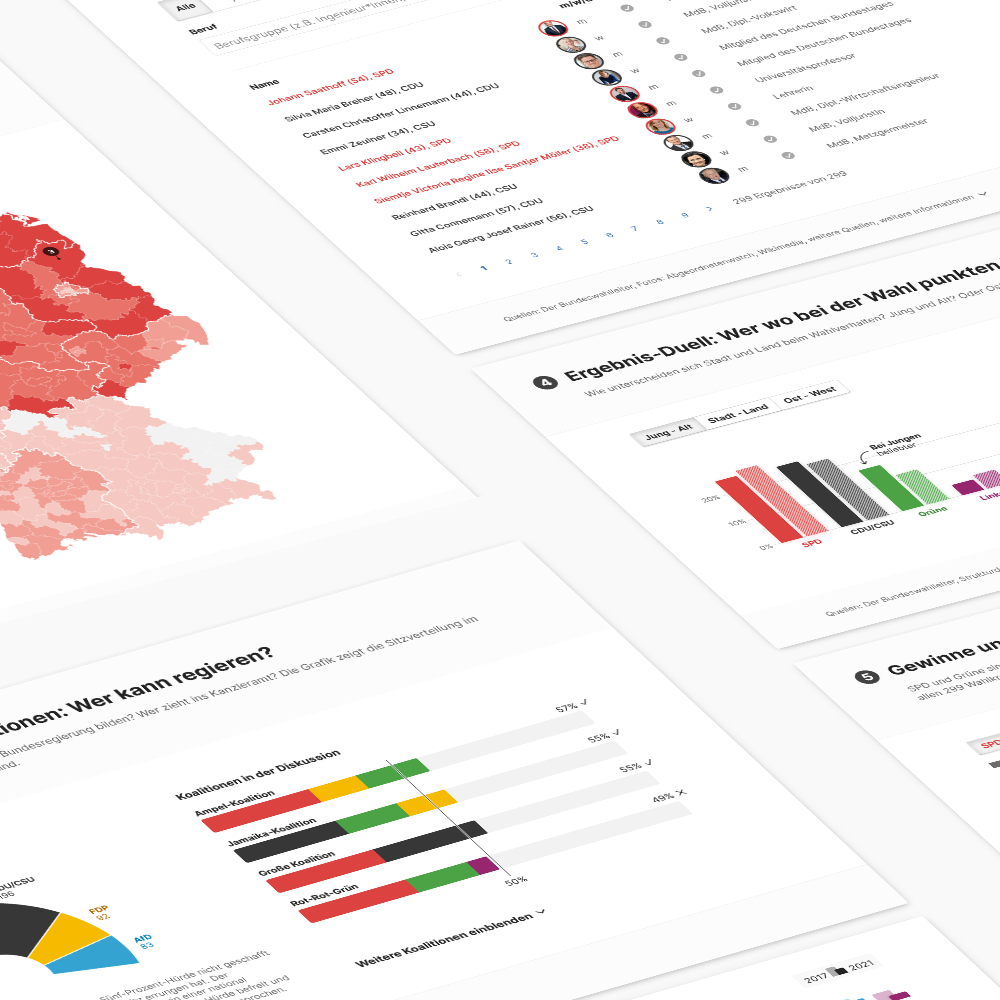 Alle
Beruf
Berufsgruppe (z.B. Ingenieur*innen)
Name
m/w/d
Johann Saathoff (54), SPD
m
Silvia Maria Breher (48), CDU
w
MdB, Dipl.-Volkswirt
Carsten Christoffer Linnemann (44), CDU
m
Mitglied des Deutschen Bundestages
Emmi Zeulner (34), CSU
w
Mitglied des Deutschen Bundestages
Lars Klingbeil (43), SPD
m
Universitätsprofessor
Karl Wilhelm Lauterbach (58), SPD
m
Lehrerin
Siemtje Victoria Regine Ilse Santjer Möller (38), SPD
w
MdB, Dipl.-Wirtschaftsingenieur
Reinhard Brandl (44), CSU
m
MdB, Volljuristin
Gitta Connemann (57), CDU
w
MdB, Metzgermeister
Alois Georg Josef Rainer (56), CSU
m
1 2 3 4 5 6 7 8 9
299 Ergebnisse von 299
Quellen: Der Bundeswahlleiter, Fotos: Abgeordnetenwatch, Wikimedia, weitere Quellen, weitere Informationen
3
4 Ergebnis-Duell: Wer wo bei der Wahl punkten
Wie unterscheiden sich Stadt und Land beim Wahlverhalten? Jung und Alt? Oder Ost
Jung - Alt
Stadt - Land
Ost - West
Bei Jungen
beliebter
20%
10%
0%
SPD
CDU/CSU
Grüne
Link
Quellen: Der Bundeswahlleiter, Strukturd
5 Gewinne un
SPD und Grüne sin
allen 299 Wahlkr
SPD
tionen: Wer kann regieren?
Bundesregierung bilden? Wer zieht ins Kanzleramt? Die Grafik zeigt die Sitzverteilung im
nd.
Koalitionen in der Diskussion
Ampel-Koalition
57%
Jamaika-Koalition
55%
Große Koalition
55%
Rot-Rot-Grün
49%
50%
Weitere Koalitionen einblenden
DU/CSU
196
FDP
92
AfD
83
Fünf-Prozent-Hürde nicht geschafft
errungen hat. Der
in einer national
Hürde befreit und
prochen.
2017
2021